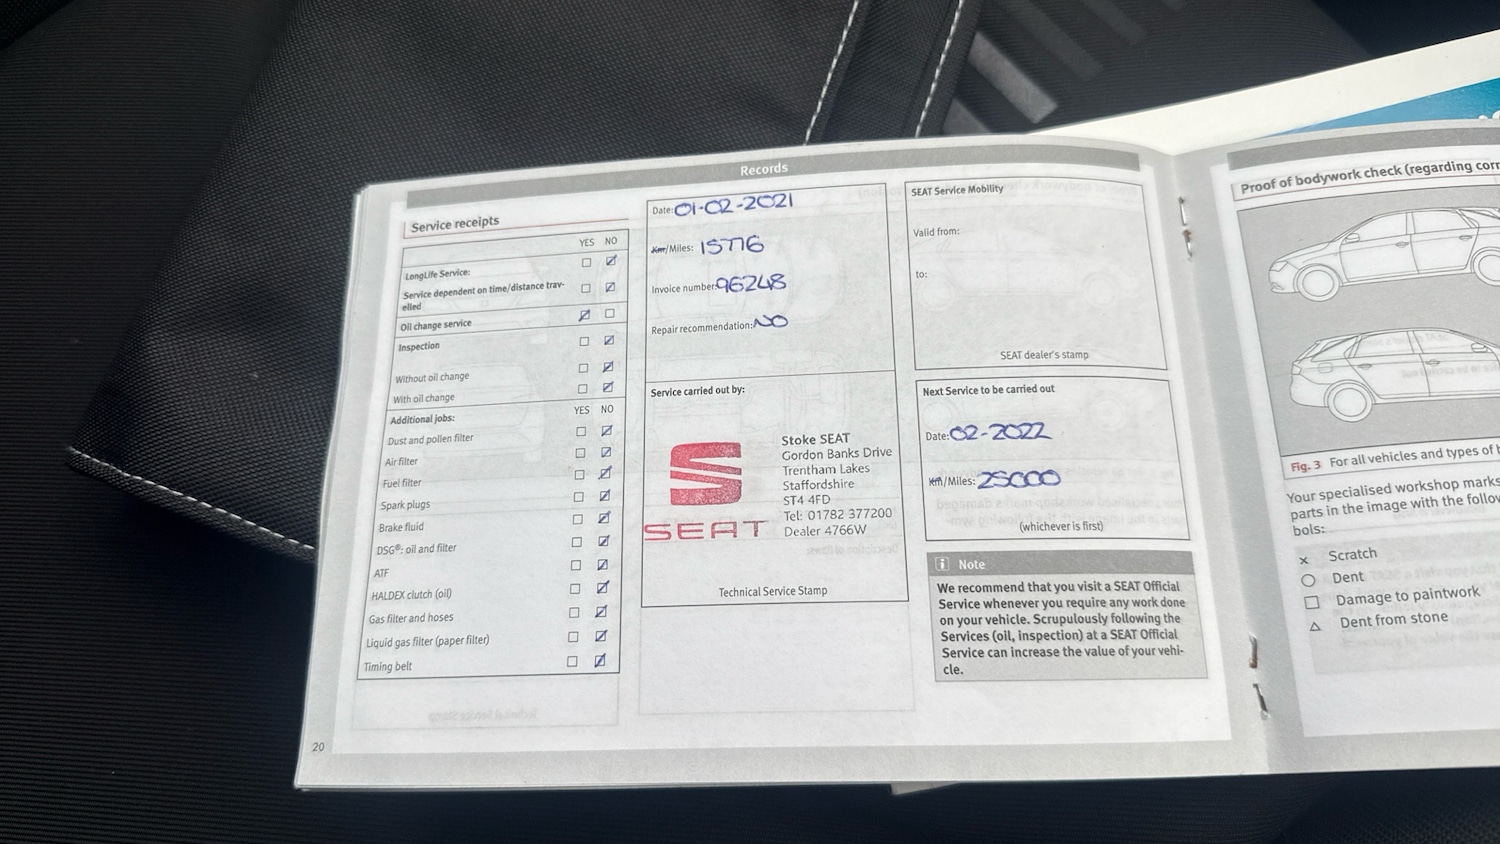 Records
Service receipts
YES NO
LongLife Service:
Service dependent on time/distance trav-
elled
Oil change service
Inspection
Without oil change
With oil change
Additional jobs: YES NO
Dust and pollen filter
Air filter
Fuel filter
Spark plugs
Brake fluid
DSG®: oil and filter
ATF
HALDEX clutch (oil)
Gas filter and hoses
Liquid gas filter (paper filter)
Timing belt
20
Date: 01-02-2021
Km/Miles: 15776
Invoice number: 96248
Repair recommendation: NO
Service carried out by:
SEAT
Stoke SEAT
Gordon Banks Drive
Trentham Lakes
Staffordshire
ST4 4FD
Tel: 01782 377200
Dealer 4766W
Technical Service Stamp
SEAT Service Mobility
Valid from:
to:
SEAT dealer's stamp
Next Service to be carried out
Date: 02-2022
Km/Miles: 25000
(whichever is first)
i Note
We recommend that you visit a SEAT Official
Service whenever you require any work done
on your vehicle. Scrupulously following the
Services (oil, inspection) at a SEAT Official
Service can increase the value of your vehi-
cle.
Proof of bodywork check (regarding corr
Fig. 3 For all vehicles and types of b
Your specialised workshop marks
parts in the image with the follow
bols:
x Scratch
○ Dent
□ Damage to paintwork
△ Dent from stone